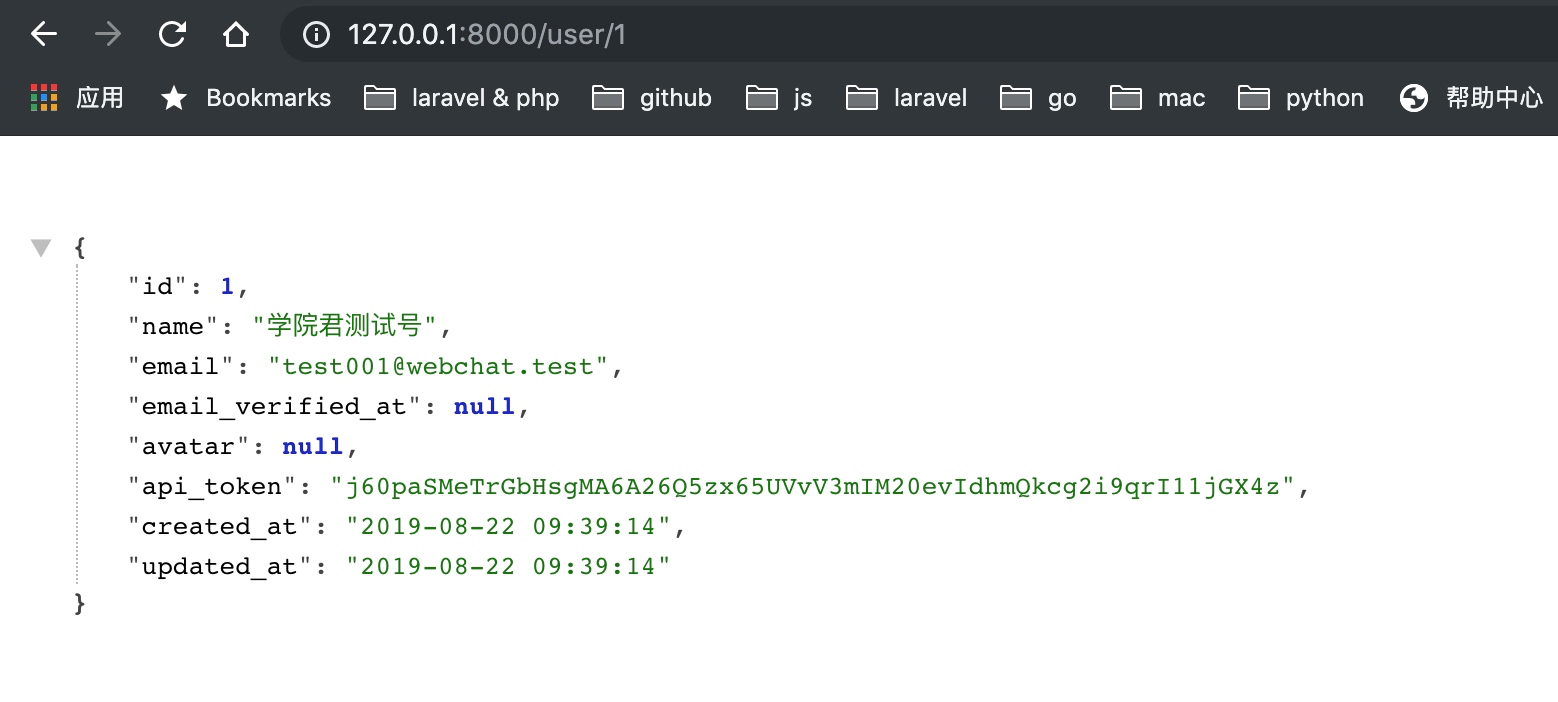 127.0.0.1:8000/user/1
应用 Bookmarks laravel & php github js laravel go mac python 帮助中心
{
"id": 1,
"name": "学院君测试号",
"email": "test001@webchat.test",
"email_verified_at": null,
"avatar": null,
"api_token": "j60paSMeTrGbHsgMA6A26Q5zx65UVvV3mIM20evIdhmQkcg2i9qrI11jGX4z",
"created_at": "2019-08-22 09:39:14",
"updated_at": "2019-08-22 09:39:14"
}